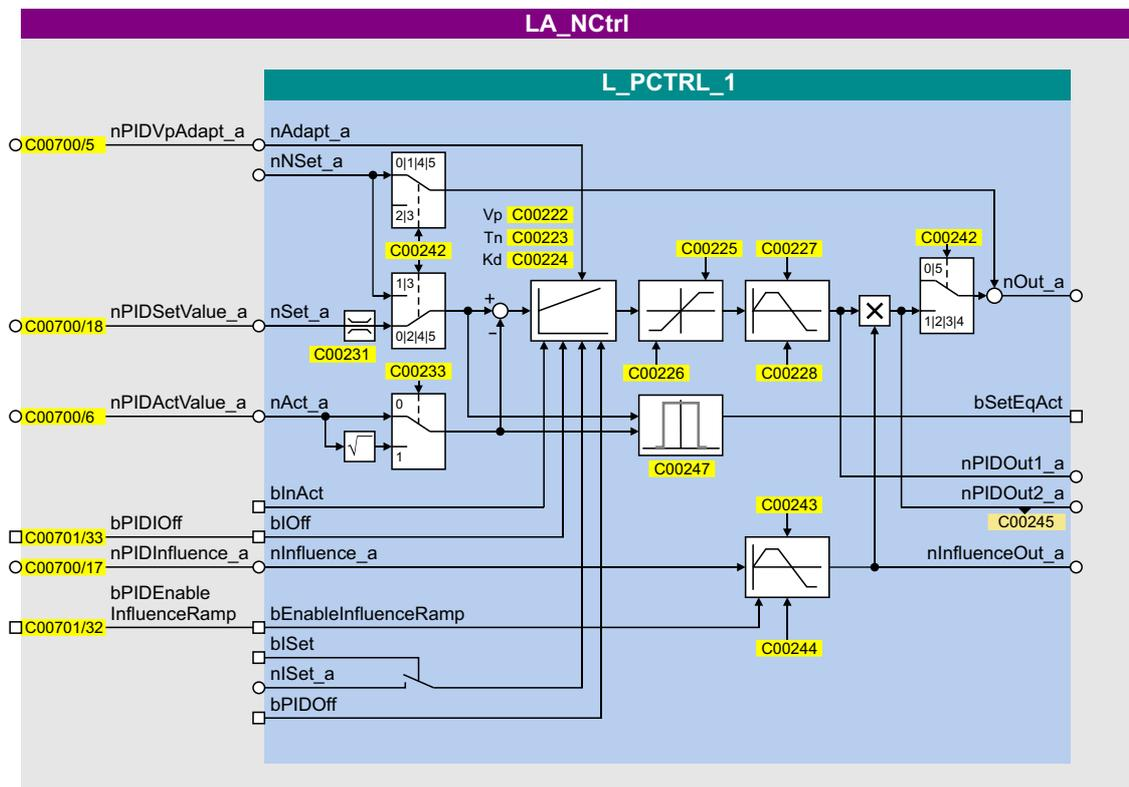 LA_NCtrl
L_PCTRL_1
C00700/5
nPIDVpAdapt_a
nAdapt_a
nNSet_a
0|1|4|5
2|3
C00242
Vp C00222
Tn C00223
Kd C00224
C00225
C00227
C00242
1|3
0|2|4|5
+
−
0|5
1|2|3|4
nOut_a
C00700/18
nPIDSetValue_a
nSet_a
C00231
C00226
C00228
C00233
C00700/6
nPIDActValue_a
nAct_a
0
1
√
C00247
bSetEqAct
nPIDOut1_a
nPIDOut2_a
C00245
bInAct
C00701/33
bPIDIOff
bIOff
C00243
C00700/17
nPIDInfluence_a
nInfluence_a
nInfluenceOut_a
bPIDEnable
InfluenceRamp
C00701/32
bEnableInfluenceRamp
C00244
bISet
nISet_a
bPIDOff